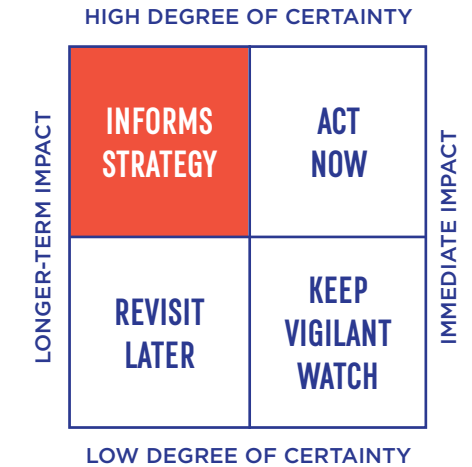 HIGH DEGREE OF CERTAINTY
LONGER-TERM IMPACT
INFORMS
STRATEGY
ACT
NOW
IMMEDIATE IMPACT
REVISIT
LATER
KEEP
VIGILANT
WATCH
LOW DEGREE OF CERTAINTY